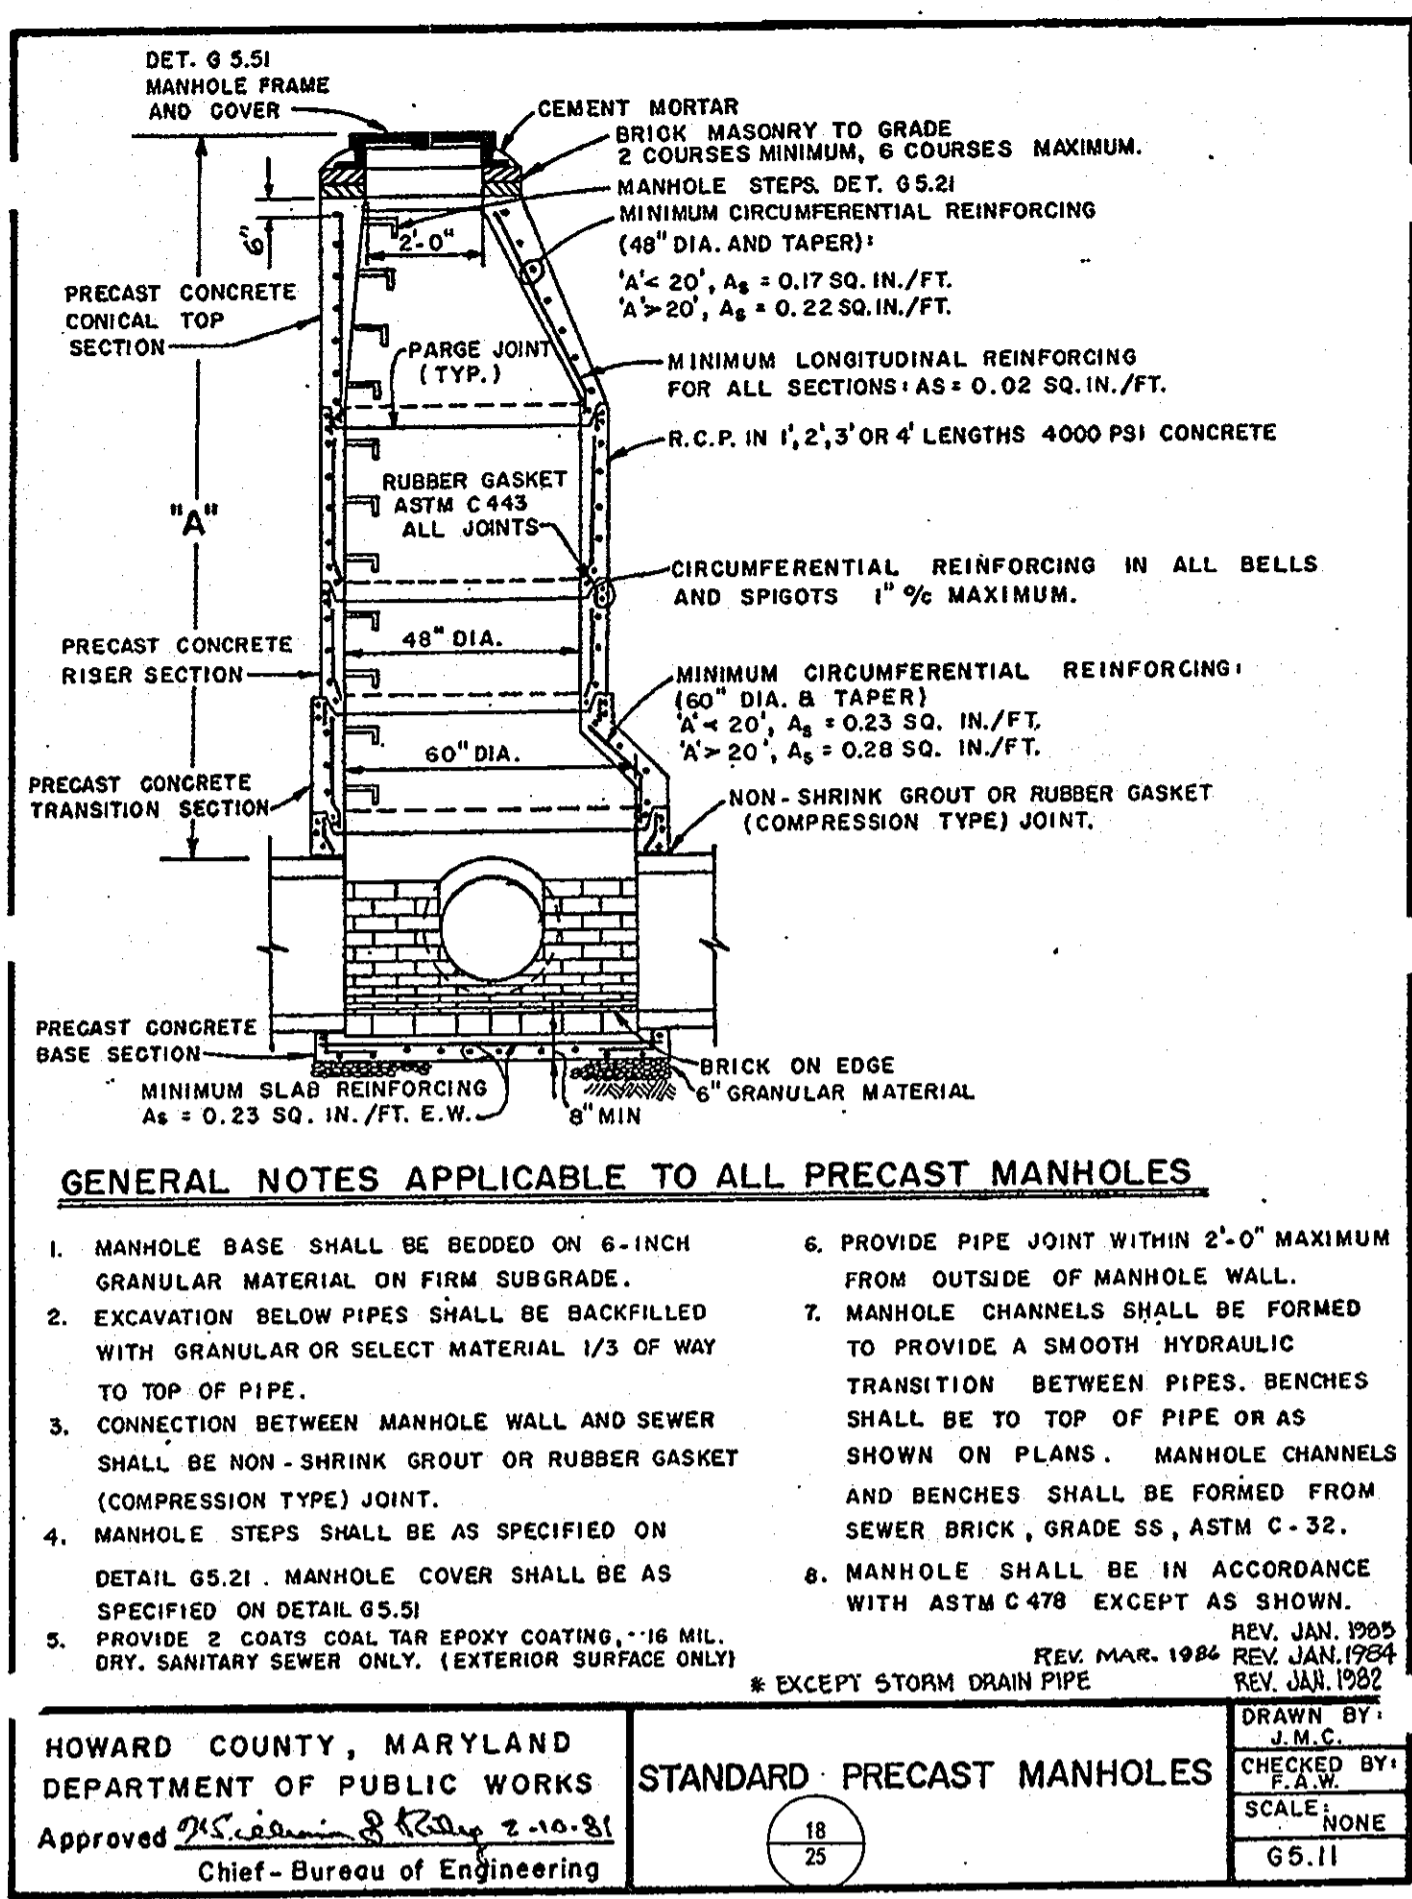 DET. G 5.51
MANHOLE FRAME
AND COVER
CEMENT MORTAR
BRICK MASONRY TO GRADE
2 COURSES MINIMUM, 6 COURSES MAXIMUM.
MANHOLE STEPS. DET. G5.21
MINIMUM CIRCUMFERENTIAL REINFORCING
(48" DIA. AND TAPER):
'A'< 20', As = 0.17 SQ. IN./FT.
'A'> 20', As = 0.22 SQ. IN./FT.
6"
2'-0"
PRECAST CONCRETE
CONICAL TOP
SECTION
PARGE JOINT
(TYP.)
MINIMUM LONGITUDINAL REINFORCING
FOR ALL SECTIONS: AS = 0.02 SQ. IN./FT.
R.C.P. IN 1', 2', 3' OR 4' LENGTHS 4000 PSI CONCRETE
"A"
RUBBER GASKET
ASTM C 443
ALL JOINTS
CIRCUMFERENTIAL REINFORCING IN ALL BELLS
AND SPIGOTS 1" o/c MAXIMUM.
PRECAST CONCRETE
RISER SECTION
48" DIA.
MINIMUM CIRCUMFERENTIAL REINFORCING:
(60" DIA. & TAPER)
'A'< 20', As = 0.23 SQ. IN./FT.
'A'> 20', As = 0.28 SQ. IN./FT.
60" DIA.
PRECAST CONCRETE
TRANSITION SECTION
NON-SHRINK GROUT OR RUBBER GASKET
(COMPRESSION TYPE) JOINT.
PRECAST CONCRETE
BASE SECTION
BRICK ON EDGE
6" GRANULAR MATERIAL
MINIMUM SLAB REINFORCING
As = 0.23 SQ. IN./FT. E.W.
8" MIN
GENERAL NOTES APPLICABLE TO ALL PRECAST MANHOLES
1. MANHOLE BASE SHALL BE BEDDED ON 6-INCH
GRANULAR MATERIAL ON FIRM SUBGRADE.
2. EXCAVATION BELOW PIPES SHALL BE BACKFILLED
WITH GRANULAR OR SELECT MATERIAL 1/3 OF WAY
TO TOP OF PIPE.
3. CONNECTION BETWEEN MANHOLE WALL AND SEWER
SHALL BE NON-SHRINK GROUT OR RUBBER GASKET
(COMPRESSION TYPE) JOINT.
4. MANHOLE STEPS SHALL BE AS SPECIFIED ON
DETAIL G5.21. MANHOLE COVER SHALL BE AS
SPECIFIED ON DETAIL G5.51
5. PROVIDE 2 COATS COAL TAR EPOXY COATING, 16 MIL.
DRY. SANITARY SEWER ONLY. (EXTERIOR SURFACE ONLY)
6. PROVIDE PIPE JOINT WITHIN 2'-0" MAXIMUM
FROM OUTSIDE OF MANHOLE WALL.
7. MANHOLE CHANNELS SHALL BE FORMED
TO PROVIDE A SMOOTH HYDRAULIC
TRANSITION BETWEEN PIPES. BENCHES
SHALL BE TO TOP OF PIPE OR AS
SHOWN ON PLANS. MANHOLE CHANNELS
AND BENCHES SHALL BE FORMED FROM
SEWER BRICK, GRADE SS, ASTM C-32.
8. MANHOLE SHALL BE IN ACCORDANCE
WITH ASTM C 478 EXCEPT AS SHOWN.
REV. JAN. 1985
REV. MAR. 1986 REV. JAN. 1984
* EXCEPT STORM DRAIN PIPE REV. JAN. 1982
HOWARD COUNTY, MARYLAND
DEPARTMENT OF PUBLIC WORKS
Approved 2-10-81
Chief-Bureau of Engineering
STANDARD PRECAST MANHOLES
18
25
DRAWN BY:
J.M.C.
CHECKED BY:
F.A.W.
SCALE:
NONE
G5.11